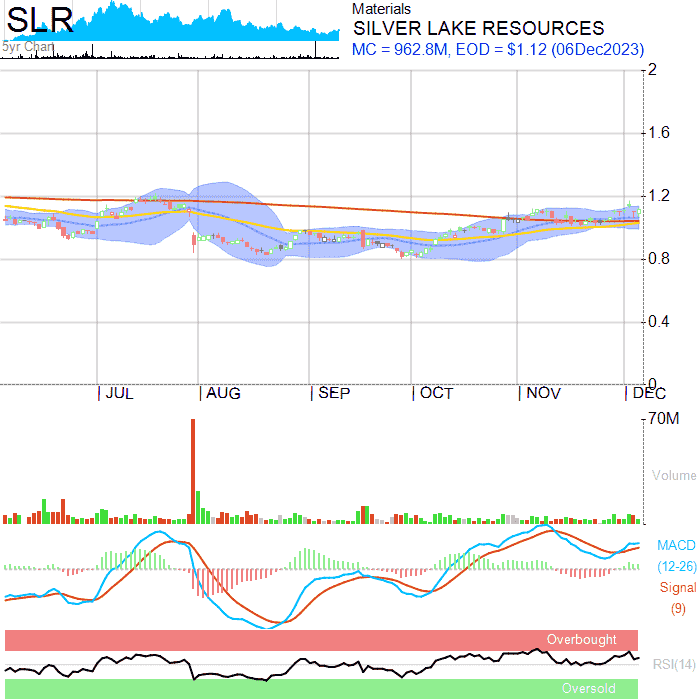 SLR
5yr Chart
Materials
SILVER LAKE RESOURCES
MC = 962.8M, EOD = $1.12 (06Dec2023)
2
1.6
1.2
0.8
0.4
0
JUL AUG SEP OCT NOV DEC
70M
Volume
MACD
(12-26)
Signal
(9)
Overbought
RSI(14)
Oversold